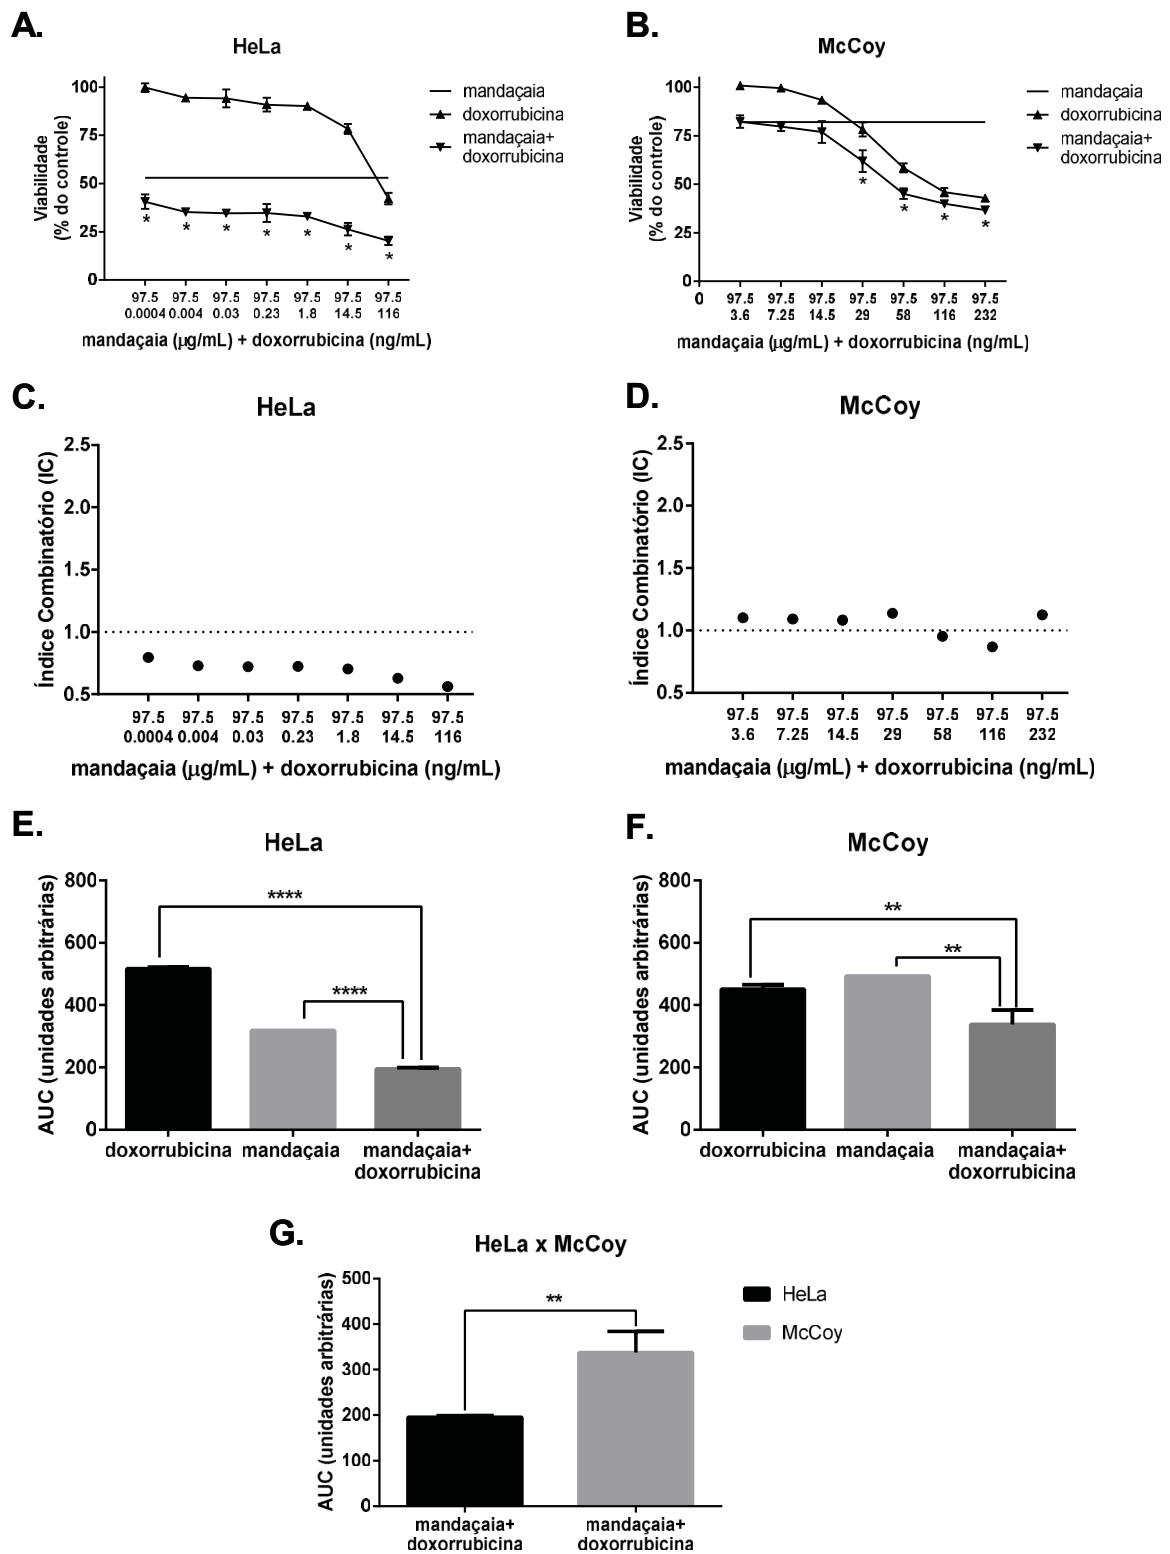 A.
HeLa
Viabilidade
(% do controle)
100
75
50
25
0
mandaçaia
doxorrubicina
mandaçaia+
doxorrubicina
* * * * * * *
97.5 97.5 97.5 97.5 97.5 97.5 97.5
0.0004 0.004 0.03 0.23 1.8 14.5 116
mandaçaia (μg/mL) + doxorrubicina (ng/mL)
B.
McCoy
Viabilidade
(% do controle)
100
75
50
25
0
mandaçaia
doxorrubicina
mandaçaia+
doxorrubicina
* * * *
0 97.5 97.5 97.5 97.5 97.5 97.5 97.5
3.6 7.25 14.5 29 58 116 232
mandaçaia (μg/mL) + doxorrubicina (ng/mL)
C.
HeLa
Índice Combinatório (IC)
2.5
2.0
1.5
1.0
0.5
97.5 97.5 97.5 97.5 97.5 97.5 97.5
0.0004 0.004 0.03 0.23 1.8 14.5 116
mandaçaia (μg/mL) + doxorrubicina (ng/mL)
D.
McCoy
Índice Combinatório (IC)
2.5
2.0
1.5
1.0
0.5
97.5 97.5 97.5 97.5 97.5 97.5 97.5
3.6 7.25 14.5 29 58 116 232
mandaçaia (μg/mL) + doxorrubicina (ng/mL)
E.
HeLa
AUC (unidades arbitrárias)
800
600
400
200
0
****
****
doxorrubicina mandaçaia mandaçaia+
doxorrubicina
F.
McCoy
AUC (unidades arbitrárias)
800
600
400
200
0
**
**
doxorrubicina mandaçaia mandaçaia+
doxorrubicina
G.
HeLa x McCoy
AUC (unidades arbitrárias)
500
400
300
200
100
0
**
HeLa
McCoy
mandaçaia+ mandaçaia+
doxorrubicina doxorrubicina